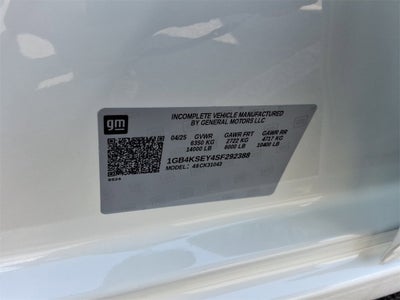 gm
INCOMPLETE VEHICLE MANUFACTURED
BY GENERAL MOTORS LLC
04/25 GVWR GAWR FRT GAWR RR
6350 KG 2722 KG 4717 KG
14000 LB 6000 LB 10400 LB
1GB4KSEY4SF292388
MODEL: 4KCK31043